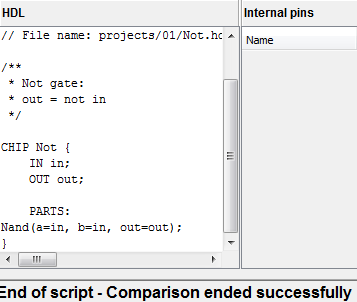 HDL
Internal pins
// File name: projects/01/Not.hd
Name
/**
 * Not gate:
 * out = not in
 */
CHIP Not {
    IN in;
    OUT out;
    PARTS:
Nand(a=in, b=in, out=out);
}
End of script - Comparison ended successfully